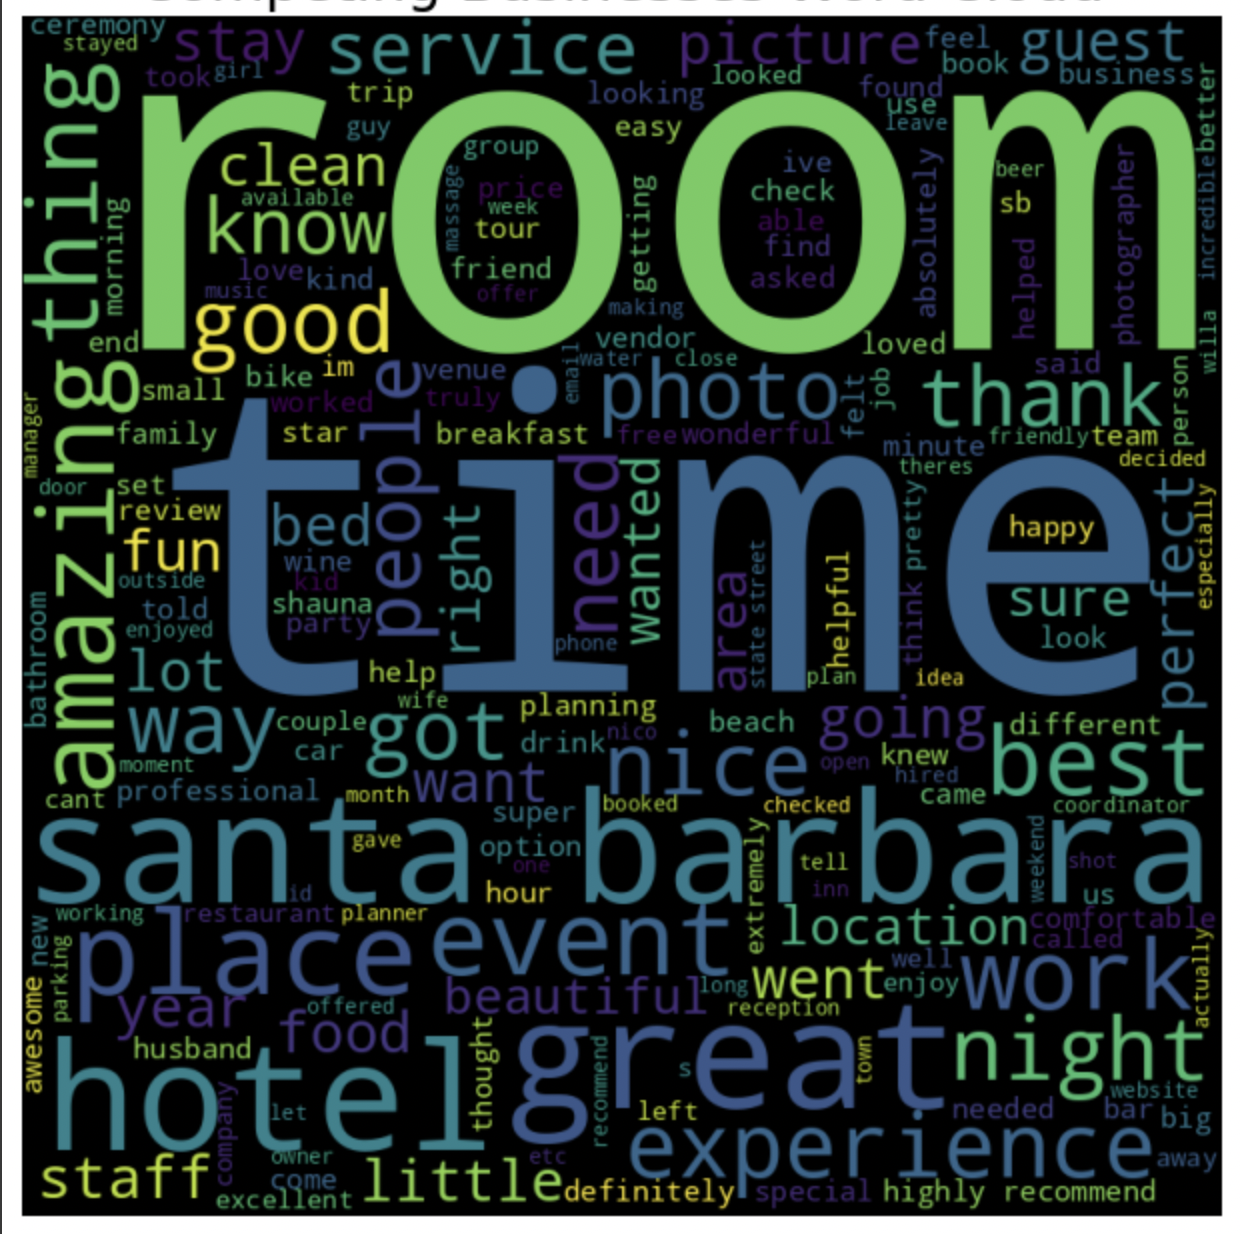 Competing Businesses Word Cloud
ceremony
stayed
stay
service
picture
feel
guest
took
girl
looked
book
business
trip
looking
found
use
leave
better
guy
easy
thing
room
clean
available
know
group
price
week
tour
massage
friend
offer
getting
ive
check
able
find
asked
absolutely
beer
sb
helped
photographer
incredible
morning
love
kind
music
good
making
vendor
loved
willa
end
im
email
water
close
said
person
small
bike
people
venue
photo
felt
job
thank
worked
truly
manager
amazing
family
star
breakfast
free
wonderful
minute
friendly
team
theres
decided
door
set
time
need
wanted
pretty
perfect
especially
review
bed
right
happy
fun
wine
kid
outside
shauna
area
state street
helpful
think
sure
told
party
look
enjoyed
phone
bathroom
lot
help
plan
idea
wife
planning
way
couple
got
drink
nico
beach
going
different
car
nice
open
knew
best
moment
hired
cant
professional
month
want
super
booked
checked
came
coordinator
santa barbara
gave
option
extremely
tell
weekend
shot
one
inn
id
hour
us
working
restaurant
planner
location
comfortable
called
new
parking
place
event
well
work
actually
year
beautiful
long
went
enjoy
awesome
offered
reception
food
husband
thought
great
recommend
town
night
hotel
s
website
company
let
left
needed
bar
big
owner
etc
experience
away
staff
come
excellent
little
definitely
special
highly recommend